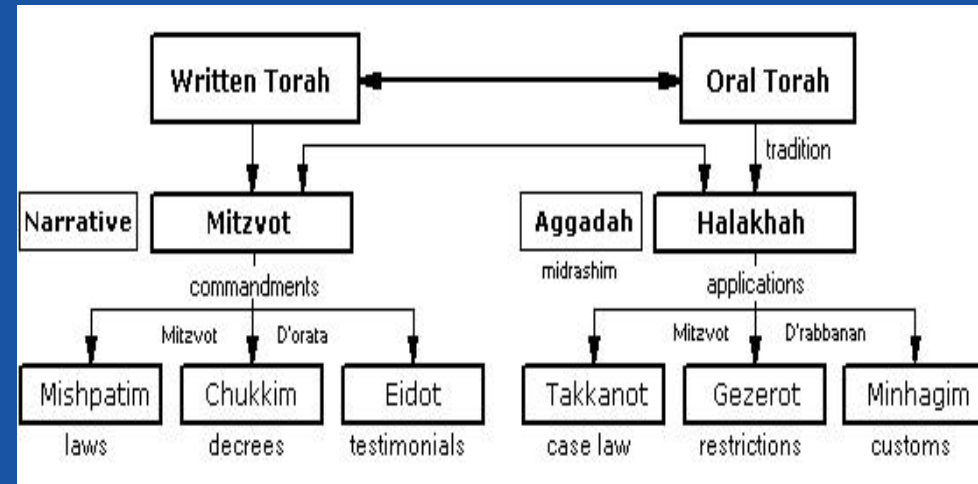 Written Torah
Oral Torah
tradition
Narrative
Mitzvot
Aggadah
Halakhah
midrashim
commandments
applications
Mitzvot D'orata
Mitzvot D'rabbanan
Mishpatim
Chukkim
Eidot
Takkanot
Gezerot
Minhagim
laws
decrees
testimonials
case law
restrictions
customs